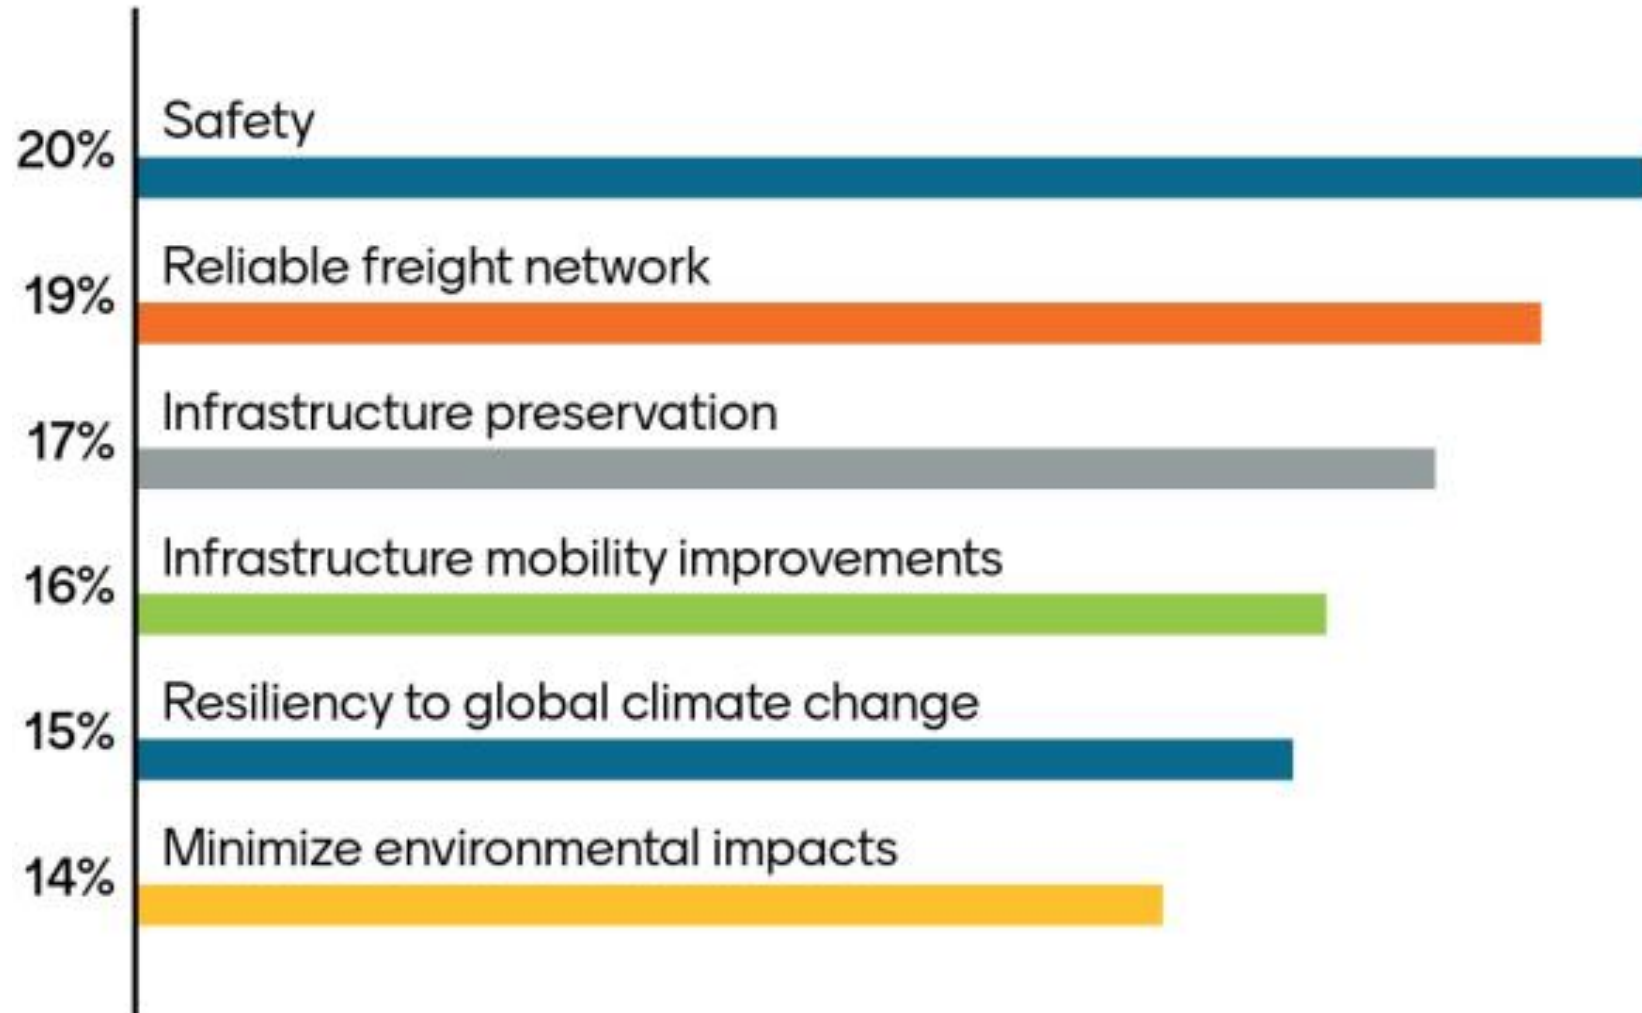 Safety
20%
Reliable freight network
19%
Infrastructure preservation
17%
Infrastructure mobility improvements
16%
Resiliency to global climate change
15%
Minimize environmental impacts
14%